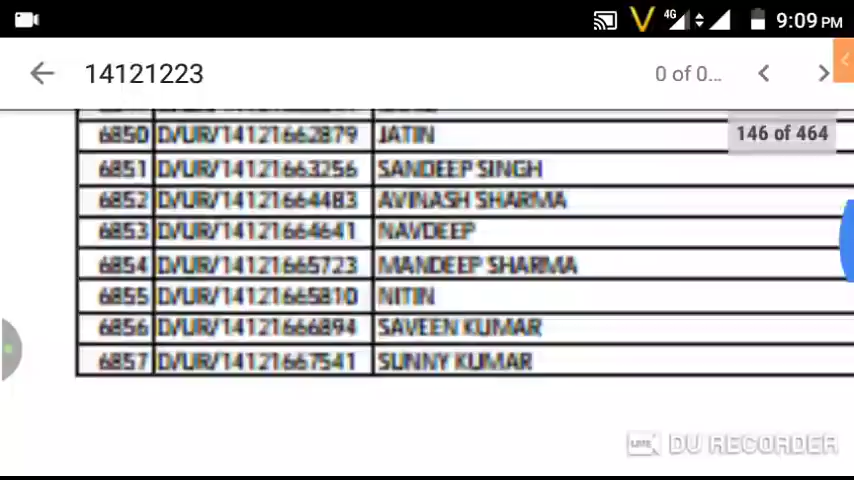 4G 9:09 PM
14121223 0 of 0...
146 of 464
6850 D/UR/14121662879 JATIN
6851 D/UR/14121663256 SANDEEP SINGH
6852 D/UR/14121664483 AVINASH SHARMA
6853 D/UR/14121664641 NAVDEEP
6854 D/UR/14121665723 MANDEEP SHARMA
6855 D/UR/14121665810 NITIN
6856 D/UR/14121666894 SAVEEN KUMAR
6857 D/UR/14121667541 SUNNY KUMAR
LIVE DU RECORDER